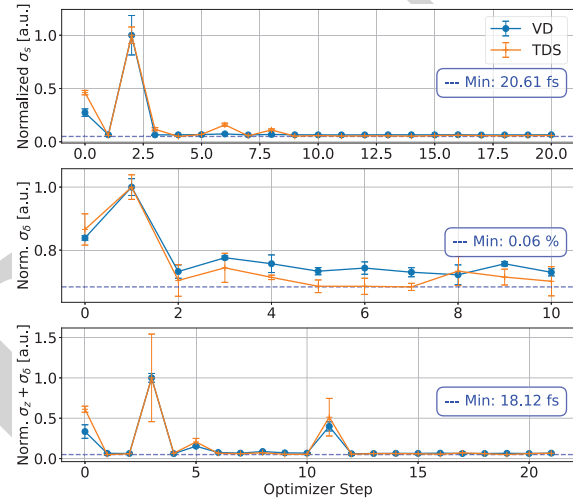 Normalized σs [a.u.]
1.0
0.5
0.0
VD
TDS
--- Min: 20.61 fs
0.0 2.5 5.0 7.5 10.0 12.5 15.0 17.5 20.0
Norm. σδ [a.u.]
1.0
0.8
--- Min: 0.06 %
0 2 4 6 8 10
Norm. σz + σδ [a.u.]
1.5
1.0
0.5
0.0
--- Min: 18.12 fs
0 5 10 15 20
Optimizer Step